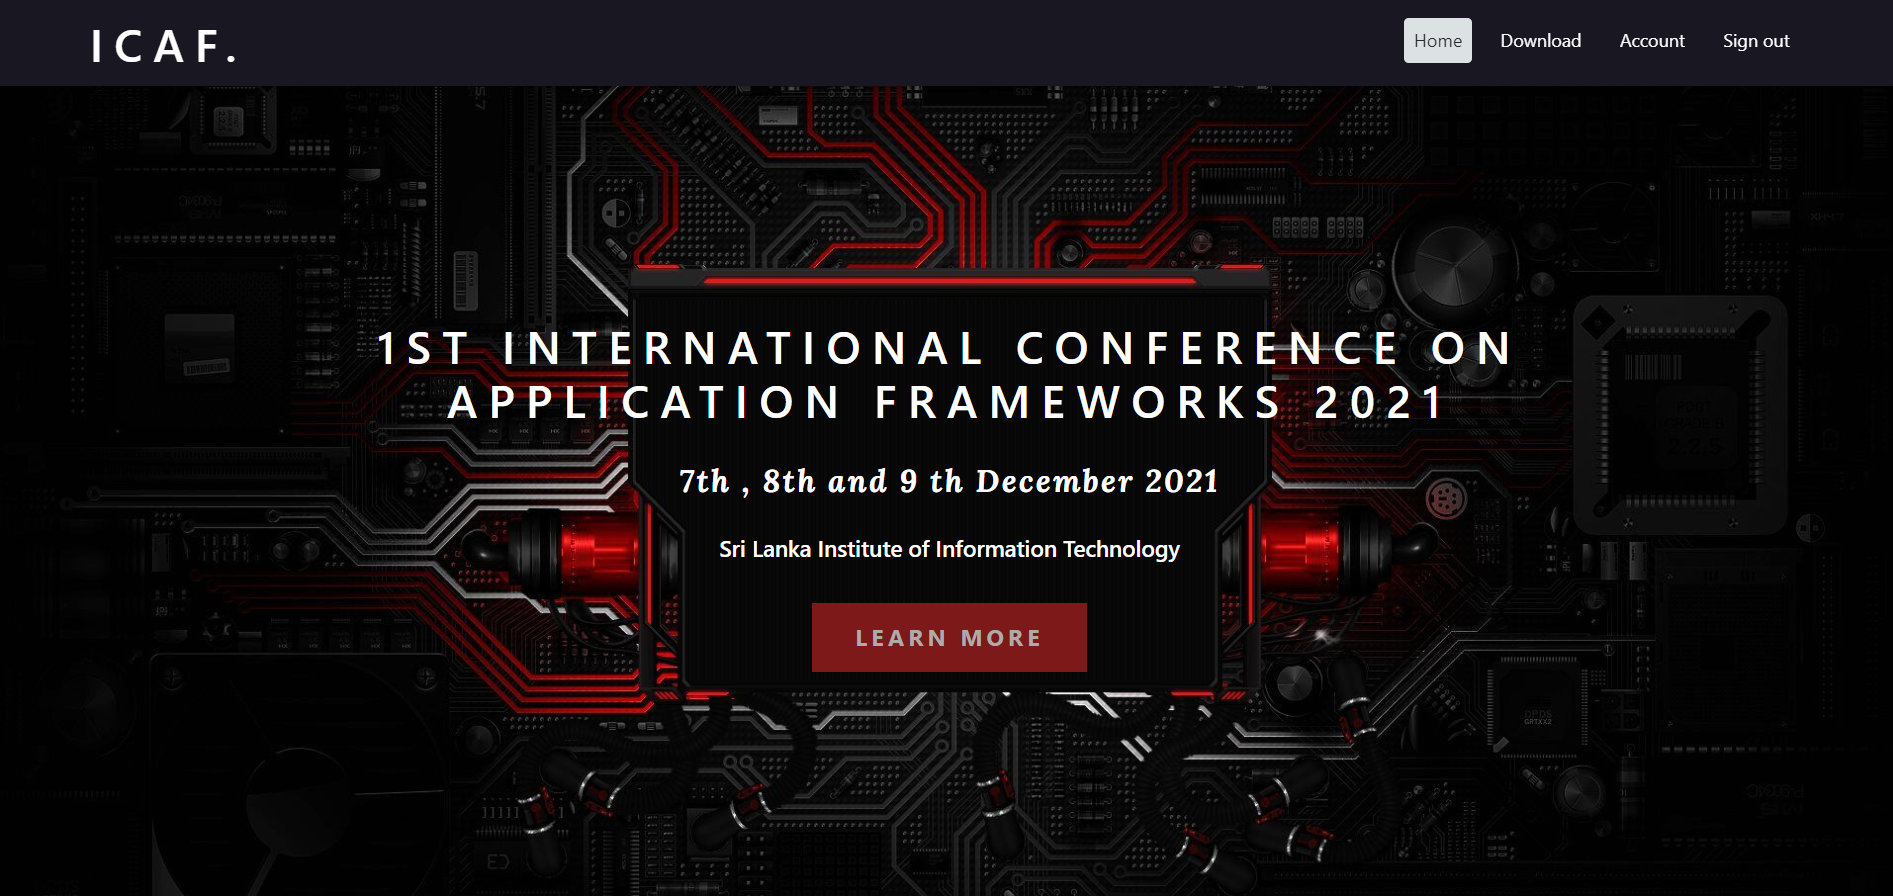 ICAF.
Home Download Account Sign out
1ST INTERNATIONAL CONFERENCE ON
APPLICATION FRAMEWORKS 2021
7th , 8th and 9 th December 2021
Sri Lanka Institute of Information Technology
LEARN MORE